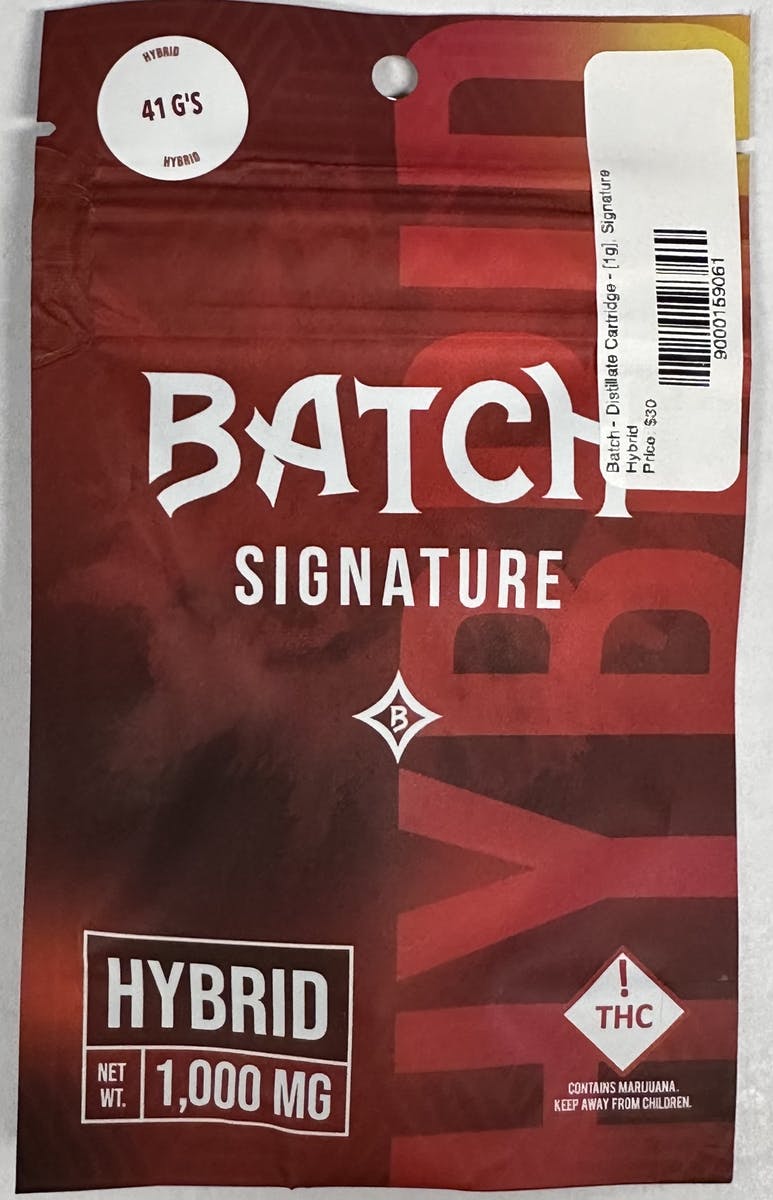 HYBRID
41 G'S
HYBRID
Batch - Distillate Cartridge - [1g], Signature
Hybrid
Price: $30
9000159061
BATCH
SIGNATURE
B
HYBRID
HYBRID
NET
WT.
1,000 MG
!
THC
CONTAINS MARIJUANA.
KEEP AWAY FROM CHILDREN.